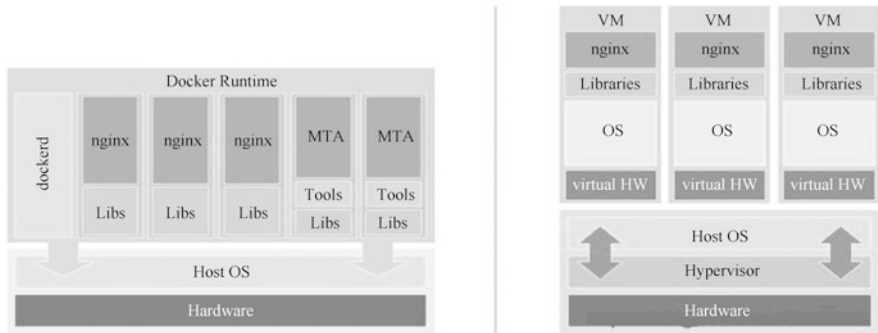 Docker Runtime
dockerd
nginx nginx nginx MTA MTA
Tools Tools
Libs Libs Libs Libs Libs
Host OS
Hardware
VM VM VM
nginx nginx nginx
Libraries Libraries Libraries
OS OS OS
virtual HW virtual HW virtual HW
Host OS
Hypervisor
Hardware